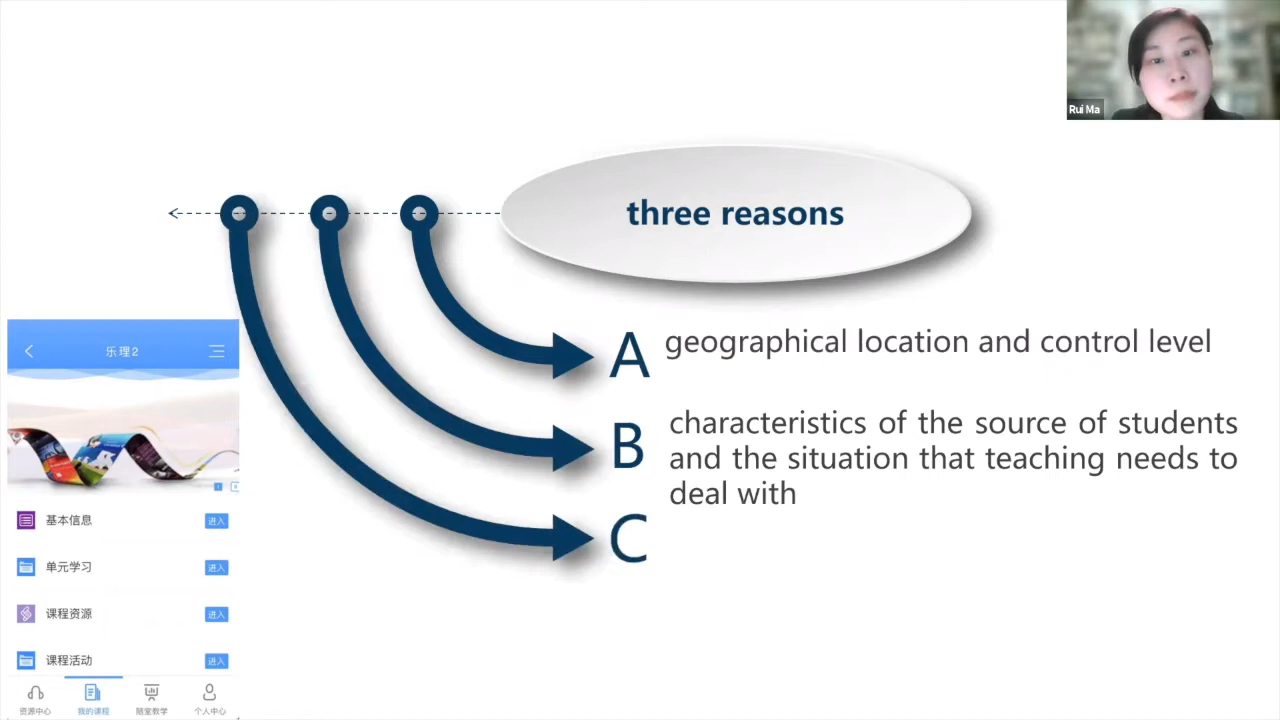 Rui Ma
three reasons
A
geographical location and control level
B
characteristics of the source of students
and the situation that teaching needs to
deal with
C
乐理2
基本信息
进入
单元学习
进入
课程资源
进入
课程活动
进入
资源中心
我的课程
随堂教学
个人中心